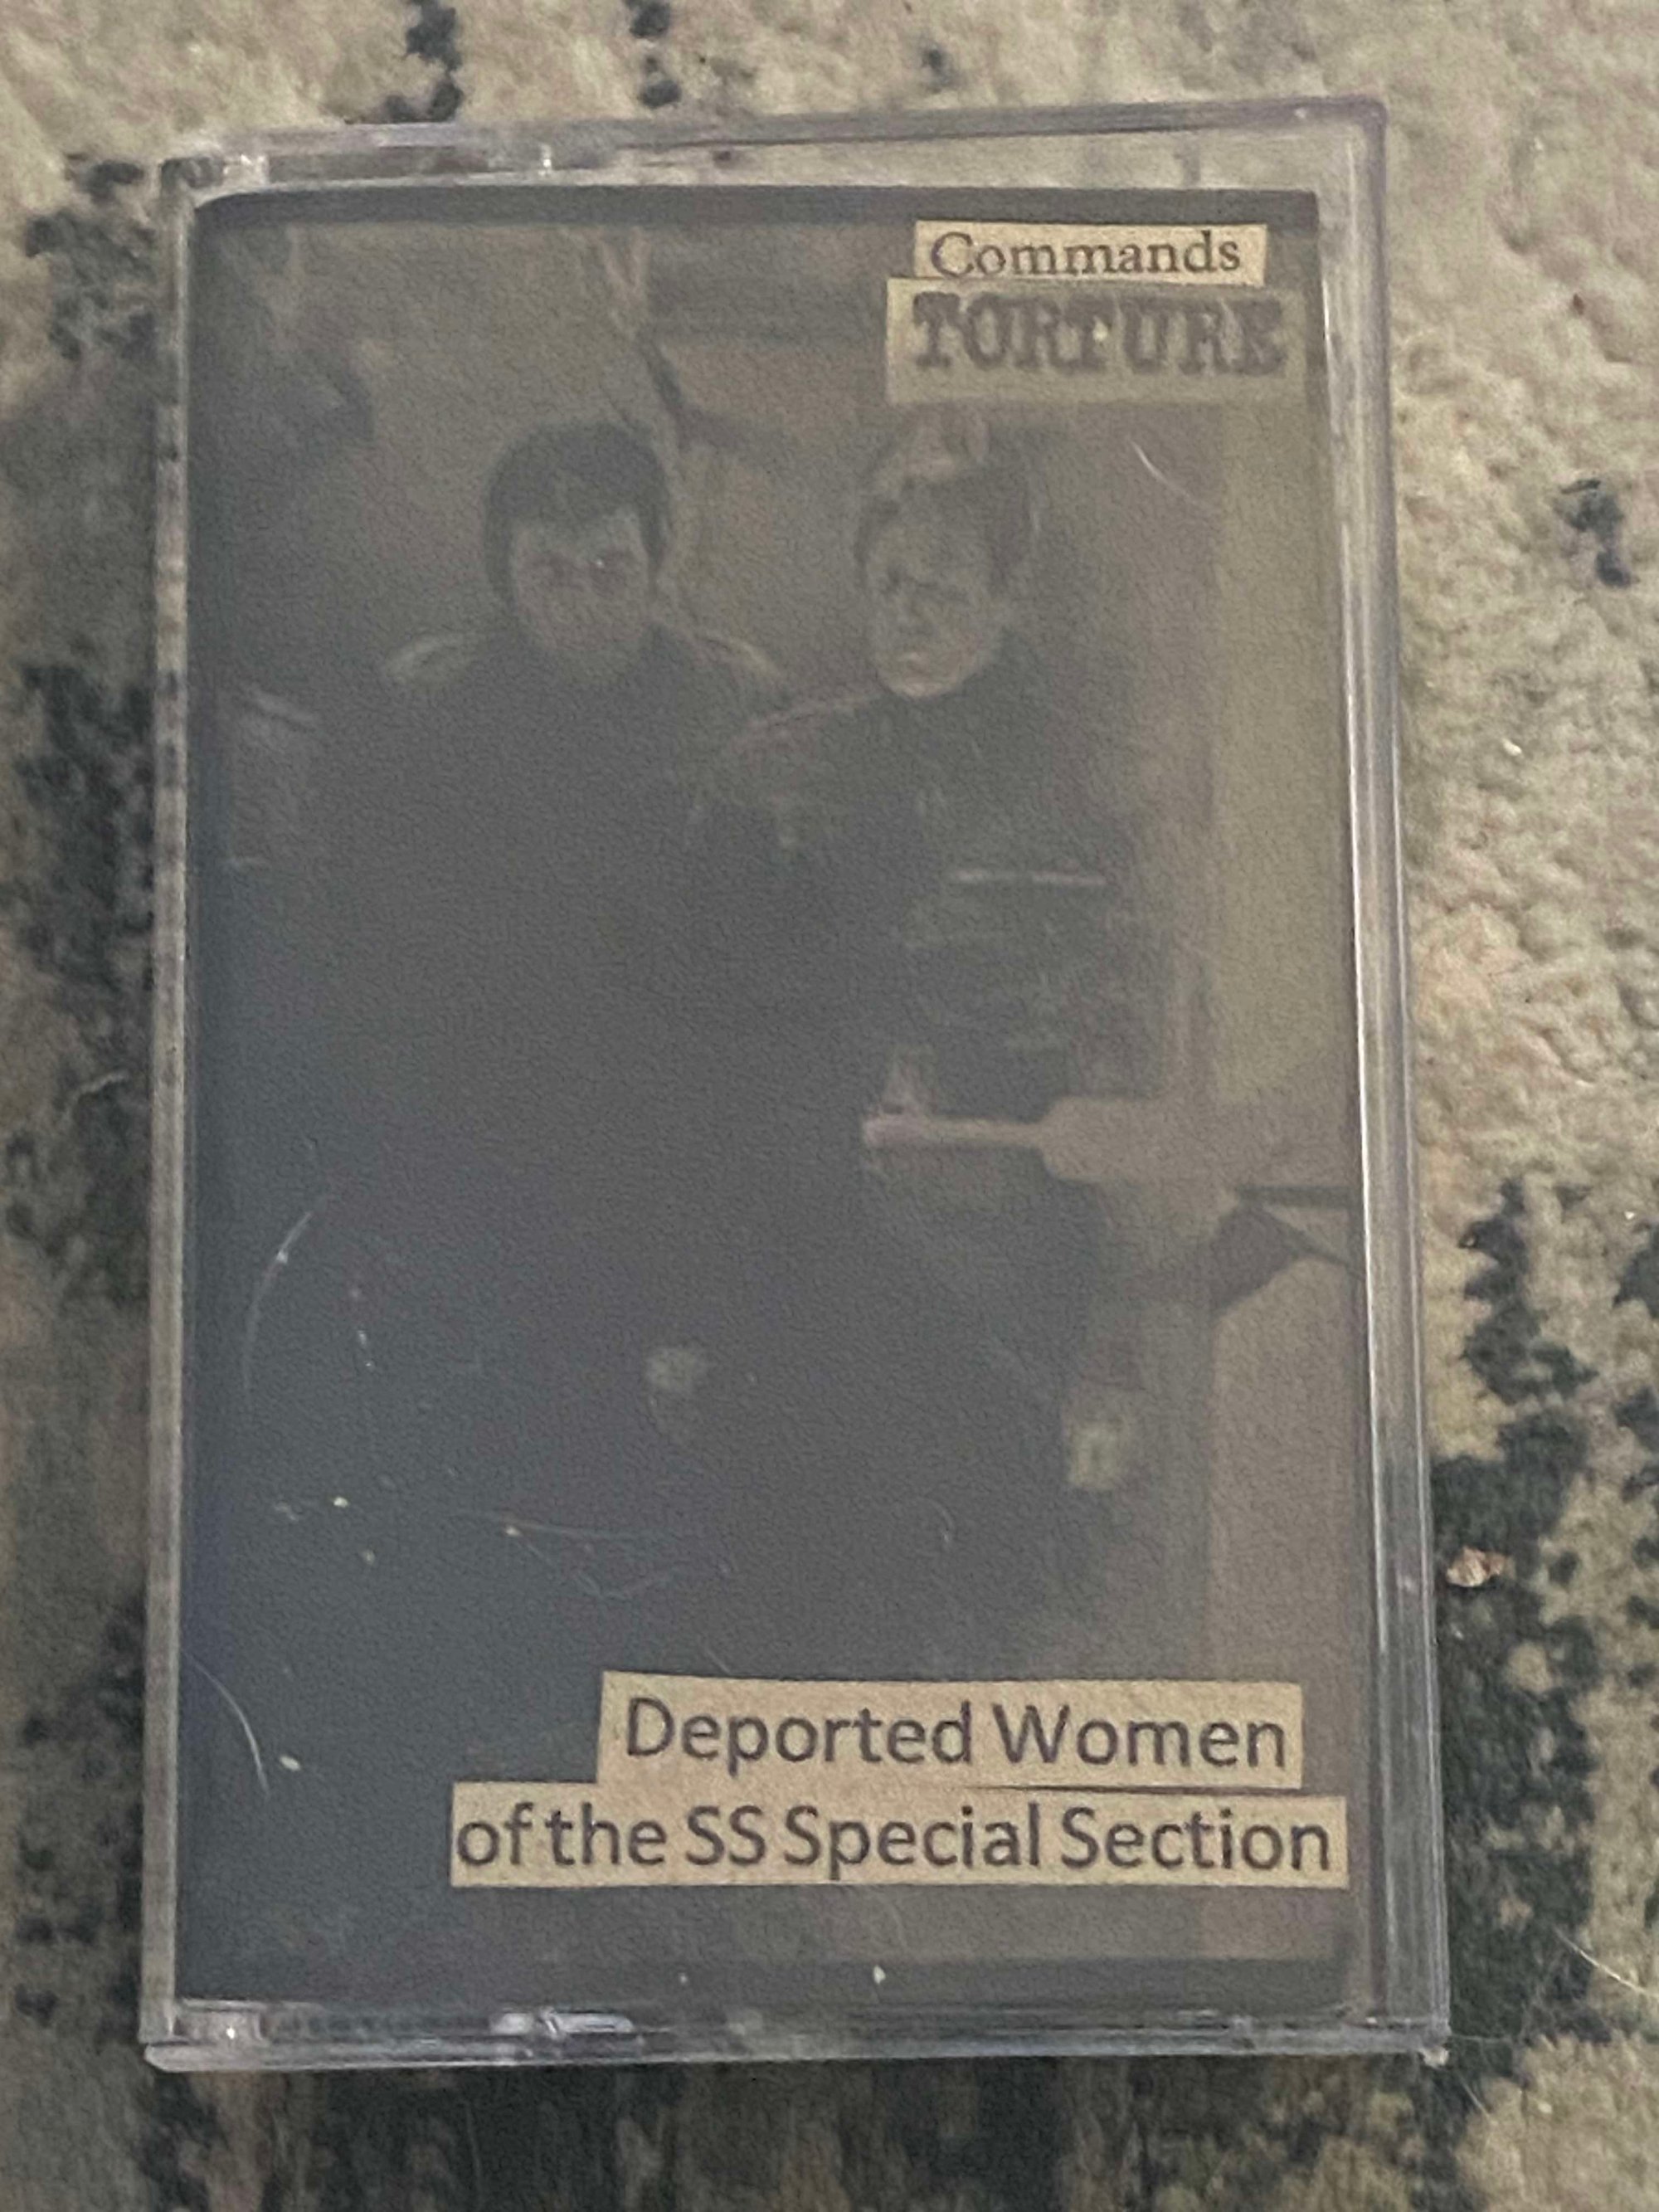 Commands
TORTURE
Deported Women
of the SS Special Section